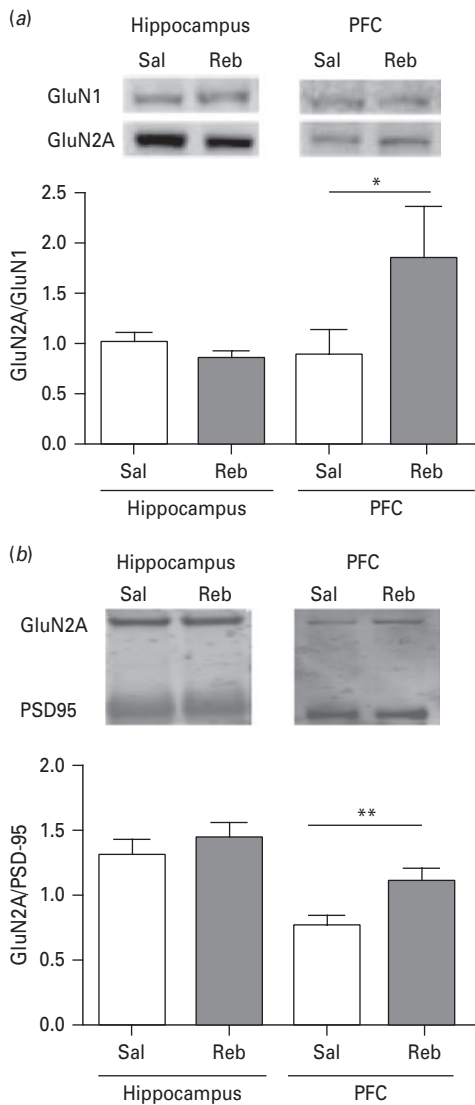 (a)
Hippocampus PFC
Sal Reb Sal Reb
GluN1
GluN2A
*
2.5
2.0
1.5
1.0
0.5
0.0
GluN2A/GluN1
Sal Reb Sal Reb
Hippocampus PFC
(b)
Hippocampus PFC
Sal Reb Sal Reb
GluN2A
PSD95
**
2.0
1.5
1.0
0.5
0.0
GluN2A/PSD-95
Sal Reb Sal Reb
Hippocampus PFC